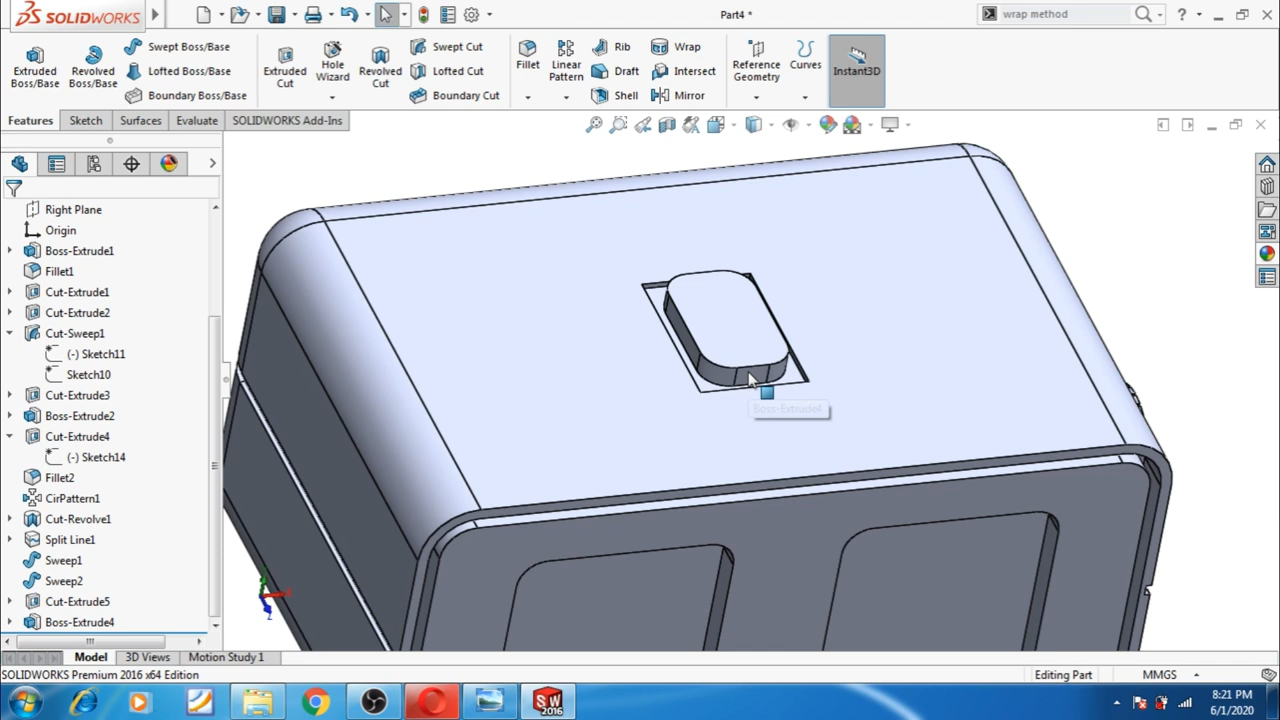 SOLIDWORKS
Part4 *
wrap method
Extruded Boss/Base
Revolved Boss/Base
Swept Boss/Base
Lofted Boss/Base
Boundary Boss/Base
Extruded Cut
Hole Wizard
Revolved Cut
Swept Cut
Lofted Cut
Boundary Cut
Fillet
Linear Pattern
Rib
Draft
Shell
Wrap
Intersect
Mirror
Reference Geometry
Curves
Instant3D
Features
Sketch
Surfaces
Evaluate
SOLIDWORKS Add-Ins
Right Plane
Origin
Boss-Extrude1
Fillet1
Cut-Extrude1
Cut-Extrude2
Cut-Sweep1
(-) Sketch11
Sketch10
Cut-Extrude3
Boss-Extrude2
Cut-Extrude4
(-) Sketch14
Fillet2
CirPattern1
Cut-Revolve1
Split Line1
Sweep1
Sweep2
Cut-Extrude5
Boss-Extrude4
Boss-Extrude4
Model
3D Views
Motion Study 1
SOLIDWORKS Premium 2016 x64 Edition
Editing Part
MMGS
SW
2016
8:21 PM
6/1/2020